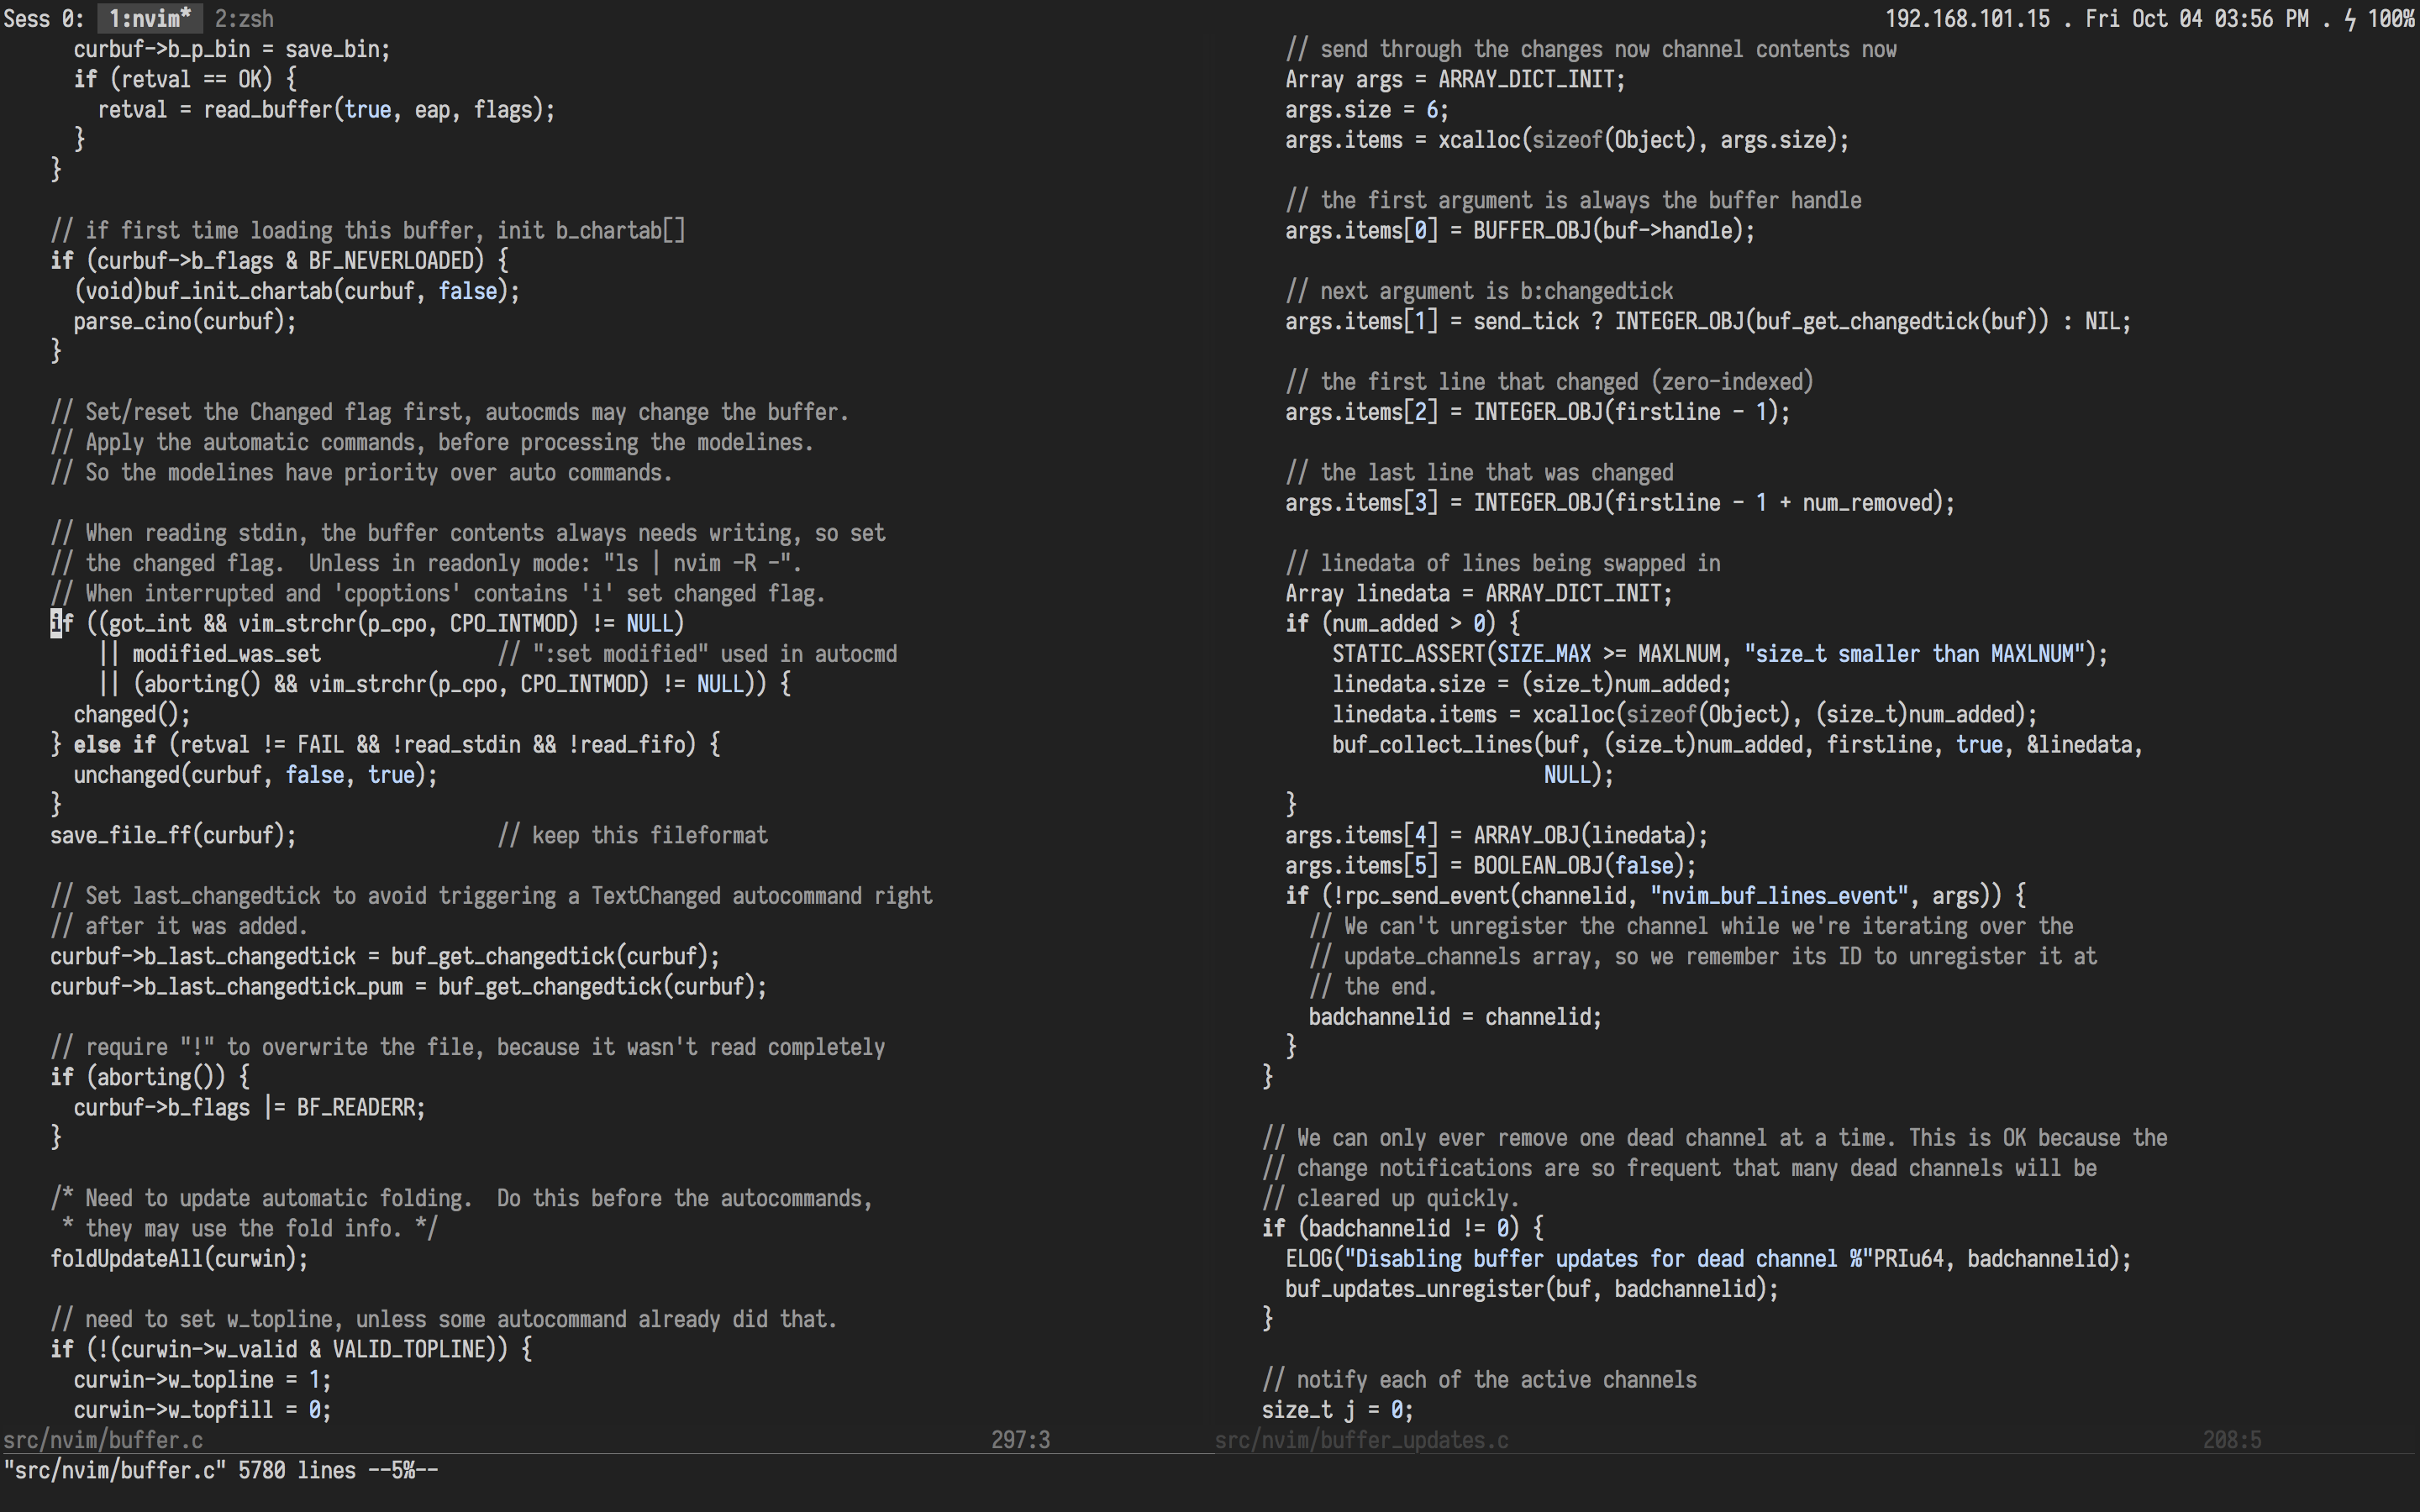 Sess 0:  1:nvim*  2:zsh                192.168.101.15 . Fri Oct 04 03:56 PM . ϟ 100%
      curbuf->b_p_bin = save_bin;
      if (retval == OK) {
        retval = read_buffer(true, eap, flags);
      }
    }

    // if first time loading this buffer, init b_chartab[]
    if (curbuf->b_flags & BF_NEVERLOADED) {
      (void)buf_init_chartab(curbuf, false);
      parse_cino(curbuf);
    }

    // Set/reset the Changed flag first, autocmds may change the buffer.
    // Apply the automatic commands, before processing the modelines.
    // So the modelines have priority over auto commands.

    // When reading stdin, the buffer contents always needs writing, so set
    // the changed flag.  Unless in readonly mode: "ls | nvim -R -".
    // When interrupted and 'cpoptions' contains 'i' set changed flag.
    if ((got_int && vim_strchr(p_cpo, CPO_INTMOD) != NULL)
        || modified_was_set               // ":set modified" used in autocmd
        || (aborting() && vim_strchr(p_cpo, CPO_INTMOD) != NULL)) {
      changed();
    } else if (retval != FAIL && !read_stdin && !read_fifo) {
      unchanged(curbuf, false, true);
    }
    save_file_ff(curbuf);                 // keep this fileformat

    // Set last_changedtick to avoid triggering a TextChanged autocommand right
    // after it was added.
    curbuf->b_last_changedtick = buf_get_changedtick(curbuf);
    curbuf->b_last_changedtick_pum = buf_get_changedtick(curbuf);

    // require "!" to overwrite the file, because it wasn't read completely
    if (aborting()) {
      curbuf->b_flags |= BF_READERR;
    }

    /* Need to update automatic folding.  Do this before the autocommands,
     * they may use the fold info. */
    foldUpdateAll(curwin);

    // need to set w_topline, unless some autocommand already did that.
    if (!(curwin->w_valid & VALID_TOPLINE)) {
      curwin->w_topline = 1;
      curwin->w_topfill = 0;
src/nvim/buffer.c                297:3
      // send through the changes now channel contents now
      Array args = ARRAY_DICT_INIT;
      args.size = 6;
      args.items = xcalloc(sizeof(Object), args.size);

      // the first argument is always the buffer handle
      args.items[0] = BUFFER_OBJ(buf->handle);

      // next argument is b:changedtick
      args.items[1] = send_tick ? INTEGER_OBJ(buf_get_changedtick(buf)) : NIL;

      // the first line that changed (zero-indexed)
      args.items[2] = INTEGER_OBJ(firstline - 1);

      // the last line that was changed
      args.items[3] = INTEGER_OBJ(firstline - 1 + num_removed);

      // linedata of lines being swapped in
      Array linedata = ARRAY_DICT_INIT;
      if (num_added > 0) {
          STATIC_ASSERT(SIZE_MAX >= MAXLNUM, "size_t smaller than MAXLNUM");
          linedata.size = (size_t)num_added;
          linedata.items = xcalloc(sizeof(Object), (size_t)num_added);
          buf_collect_lines(buf, (size_t)num_added, firstline, true, &linedata,
                            NULL);
      }
      args.items[4] = ARRAY_OBJ(linedata);
      args.items[5] = BOOLEAN_OBJ(false);
      if (!rpc_send_event(channelid, "nvim_buf_lines_event", args)) {
        // We can't unregister the channel while we're iterating over the
        // update_channels array, so we remember its ID to unregister it at
        // the end.
        badchannelid = channelid;
      }
    }

    // We can only ever remove one dead channel at a time. This is OK because the
    // change notifications are so frequent that many dead channels will be
    // cleared up quickly.
    if (badchannelid != 0) {
      ELOG("Disabling buffer updates for dead channel %"PRIu64, badchannelid);
      buf_updates_unregister(buf, badchannelid);
    }

    // notify each of the active channels
    size_t j = 0;
src/nvim/buffer_updates.c                208:5
"src/nvim/buffer.c" 5780 lines --5%--